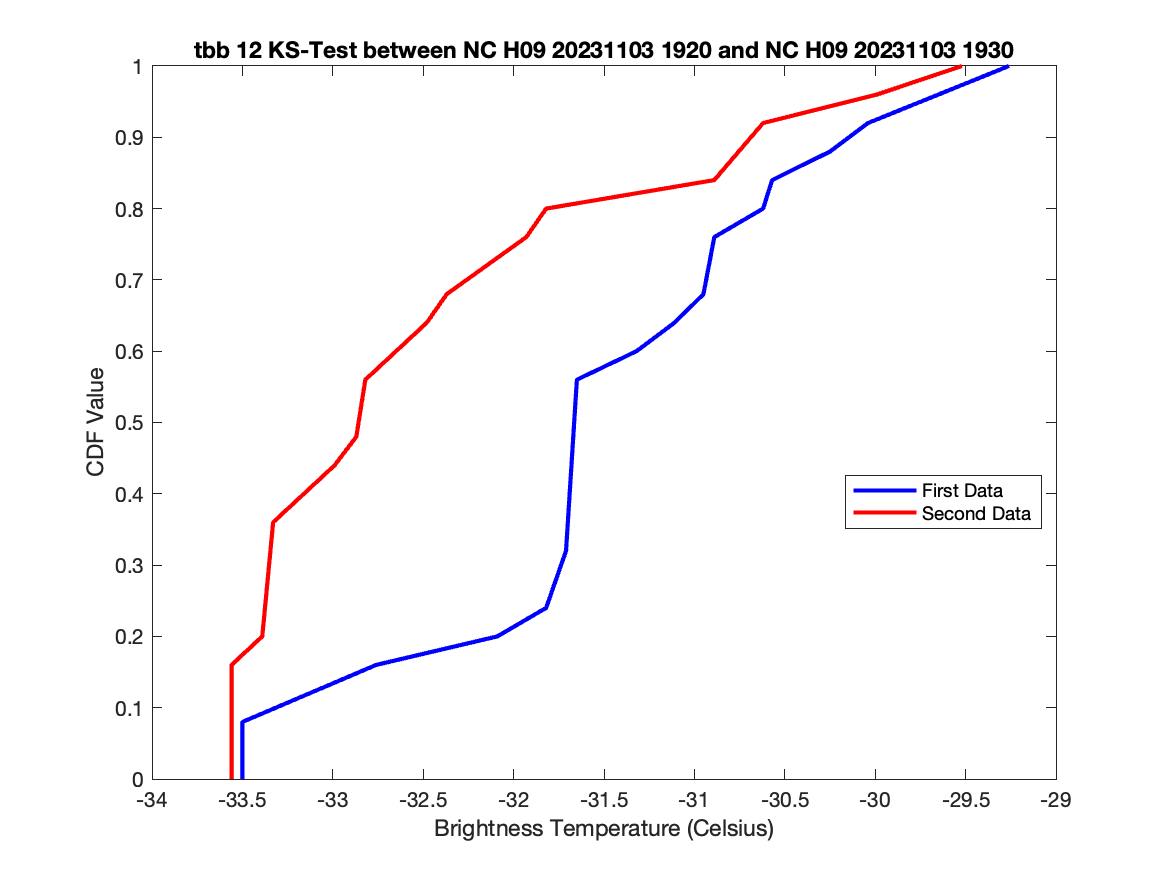 tbb 12 KS-Test between NC H09 20231103 1920 and NC H09 20231103 1930
1
0.9
0.8
0.7
0.6
0.5
0.4
0.3
0.2
0.1
0
CDF Value
First Data
Second Data
-34 -33.5 -33 -32.5 -32 -31.5 -31 -30.5 -30 -29.5 -29
Brightness Temperature (Celsius)